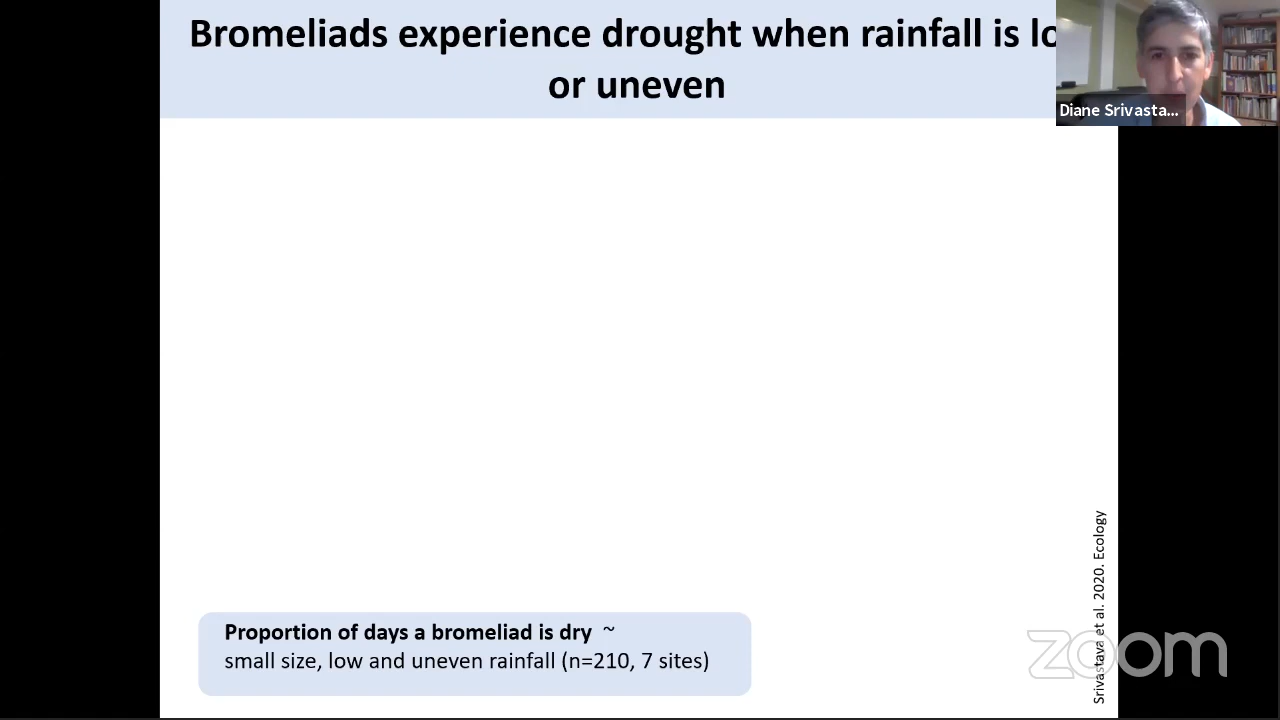 Bromeliads experience drought when rainfall is lo
or uneven
Diane Srivasta...
Proportion of days a bromeliad is dry ~
small size, low and uneven rainfall (n=210, 7 sites)
Srivastava et al. 2020. Ecology
zoom